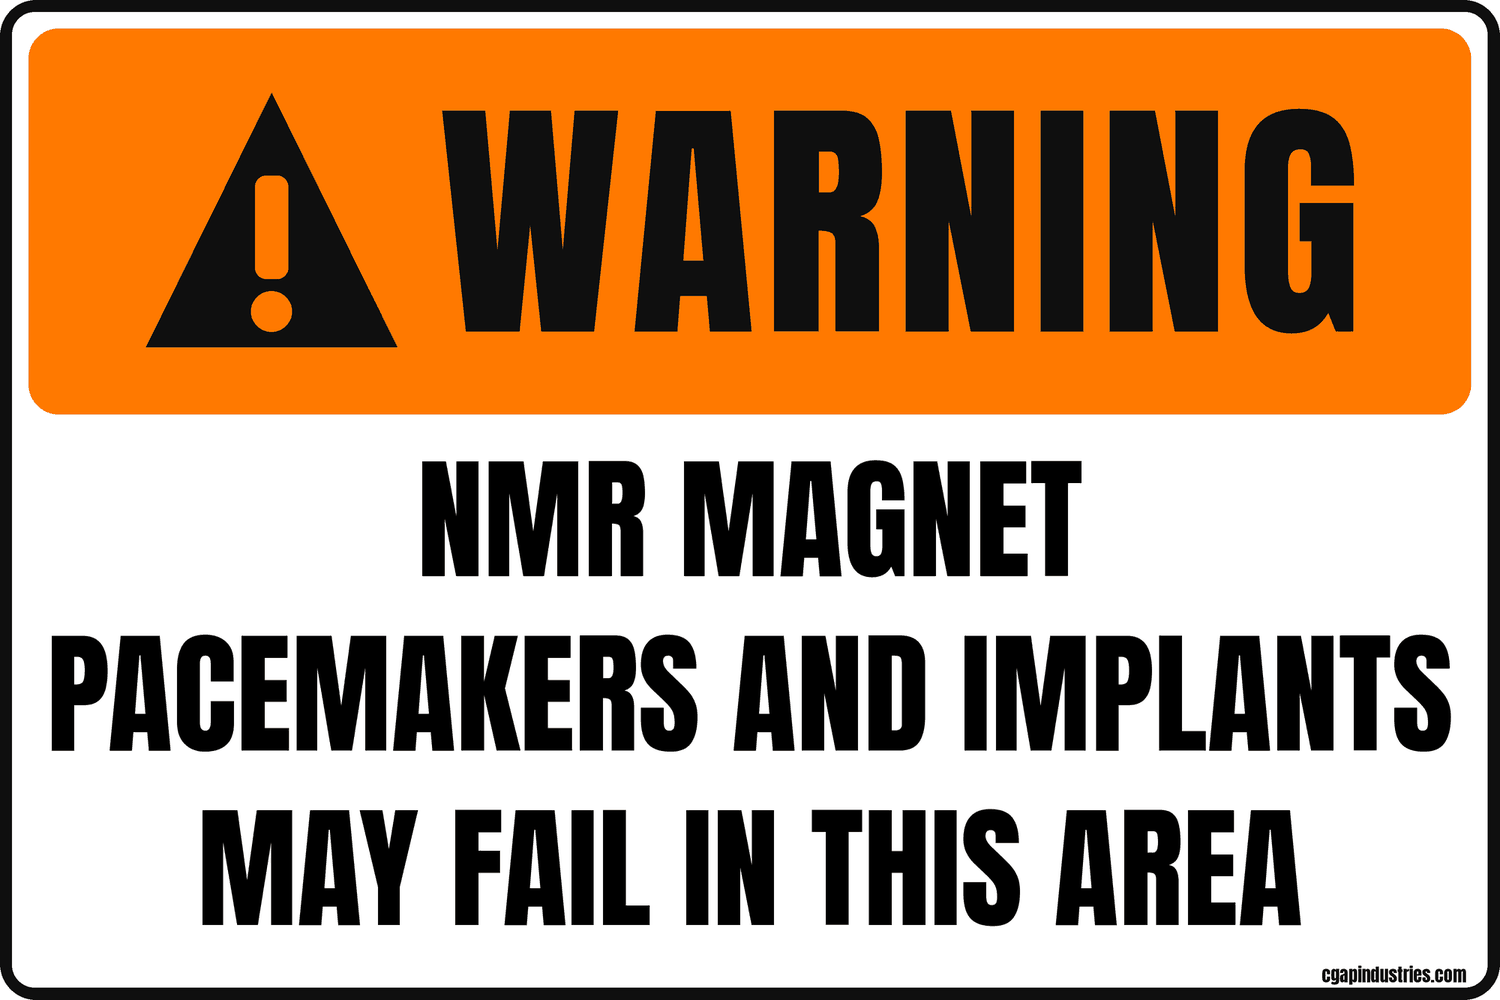 WARNING
NMR MAGNET
PACEMAKERS AND IMPLANTS
MAY FAIL IN THIS AREA
cgapindustries.com